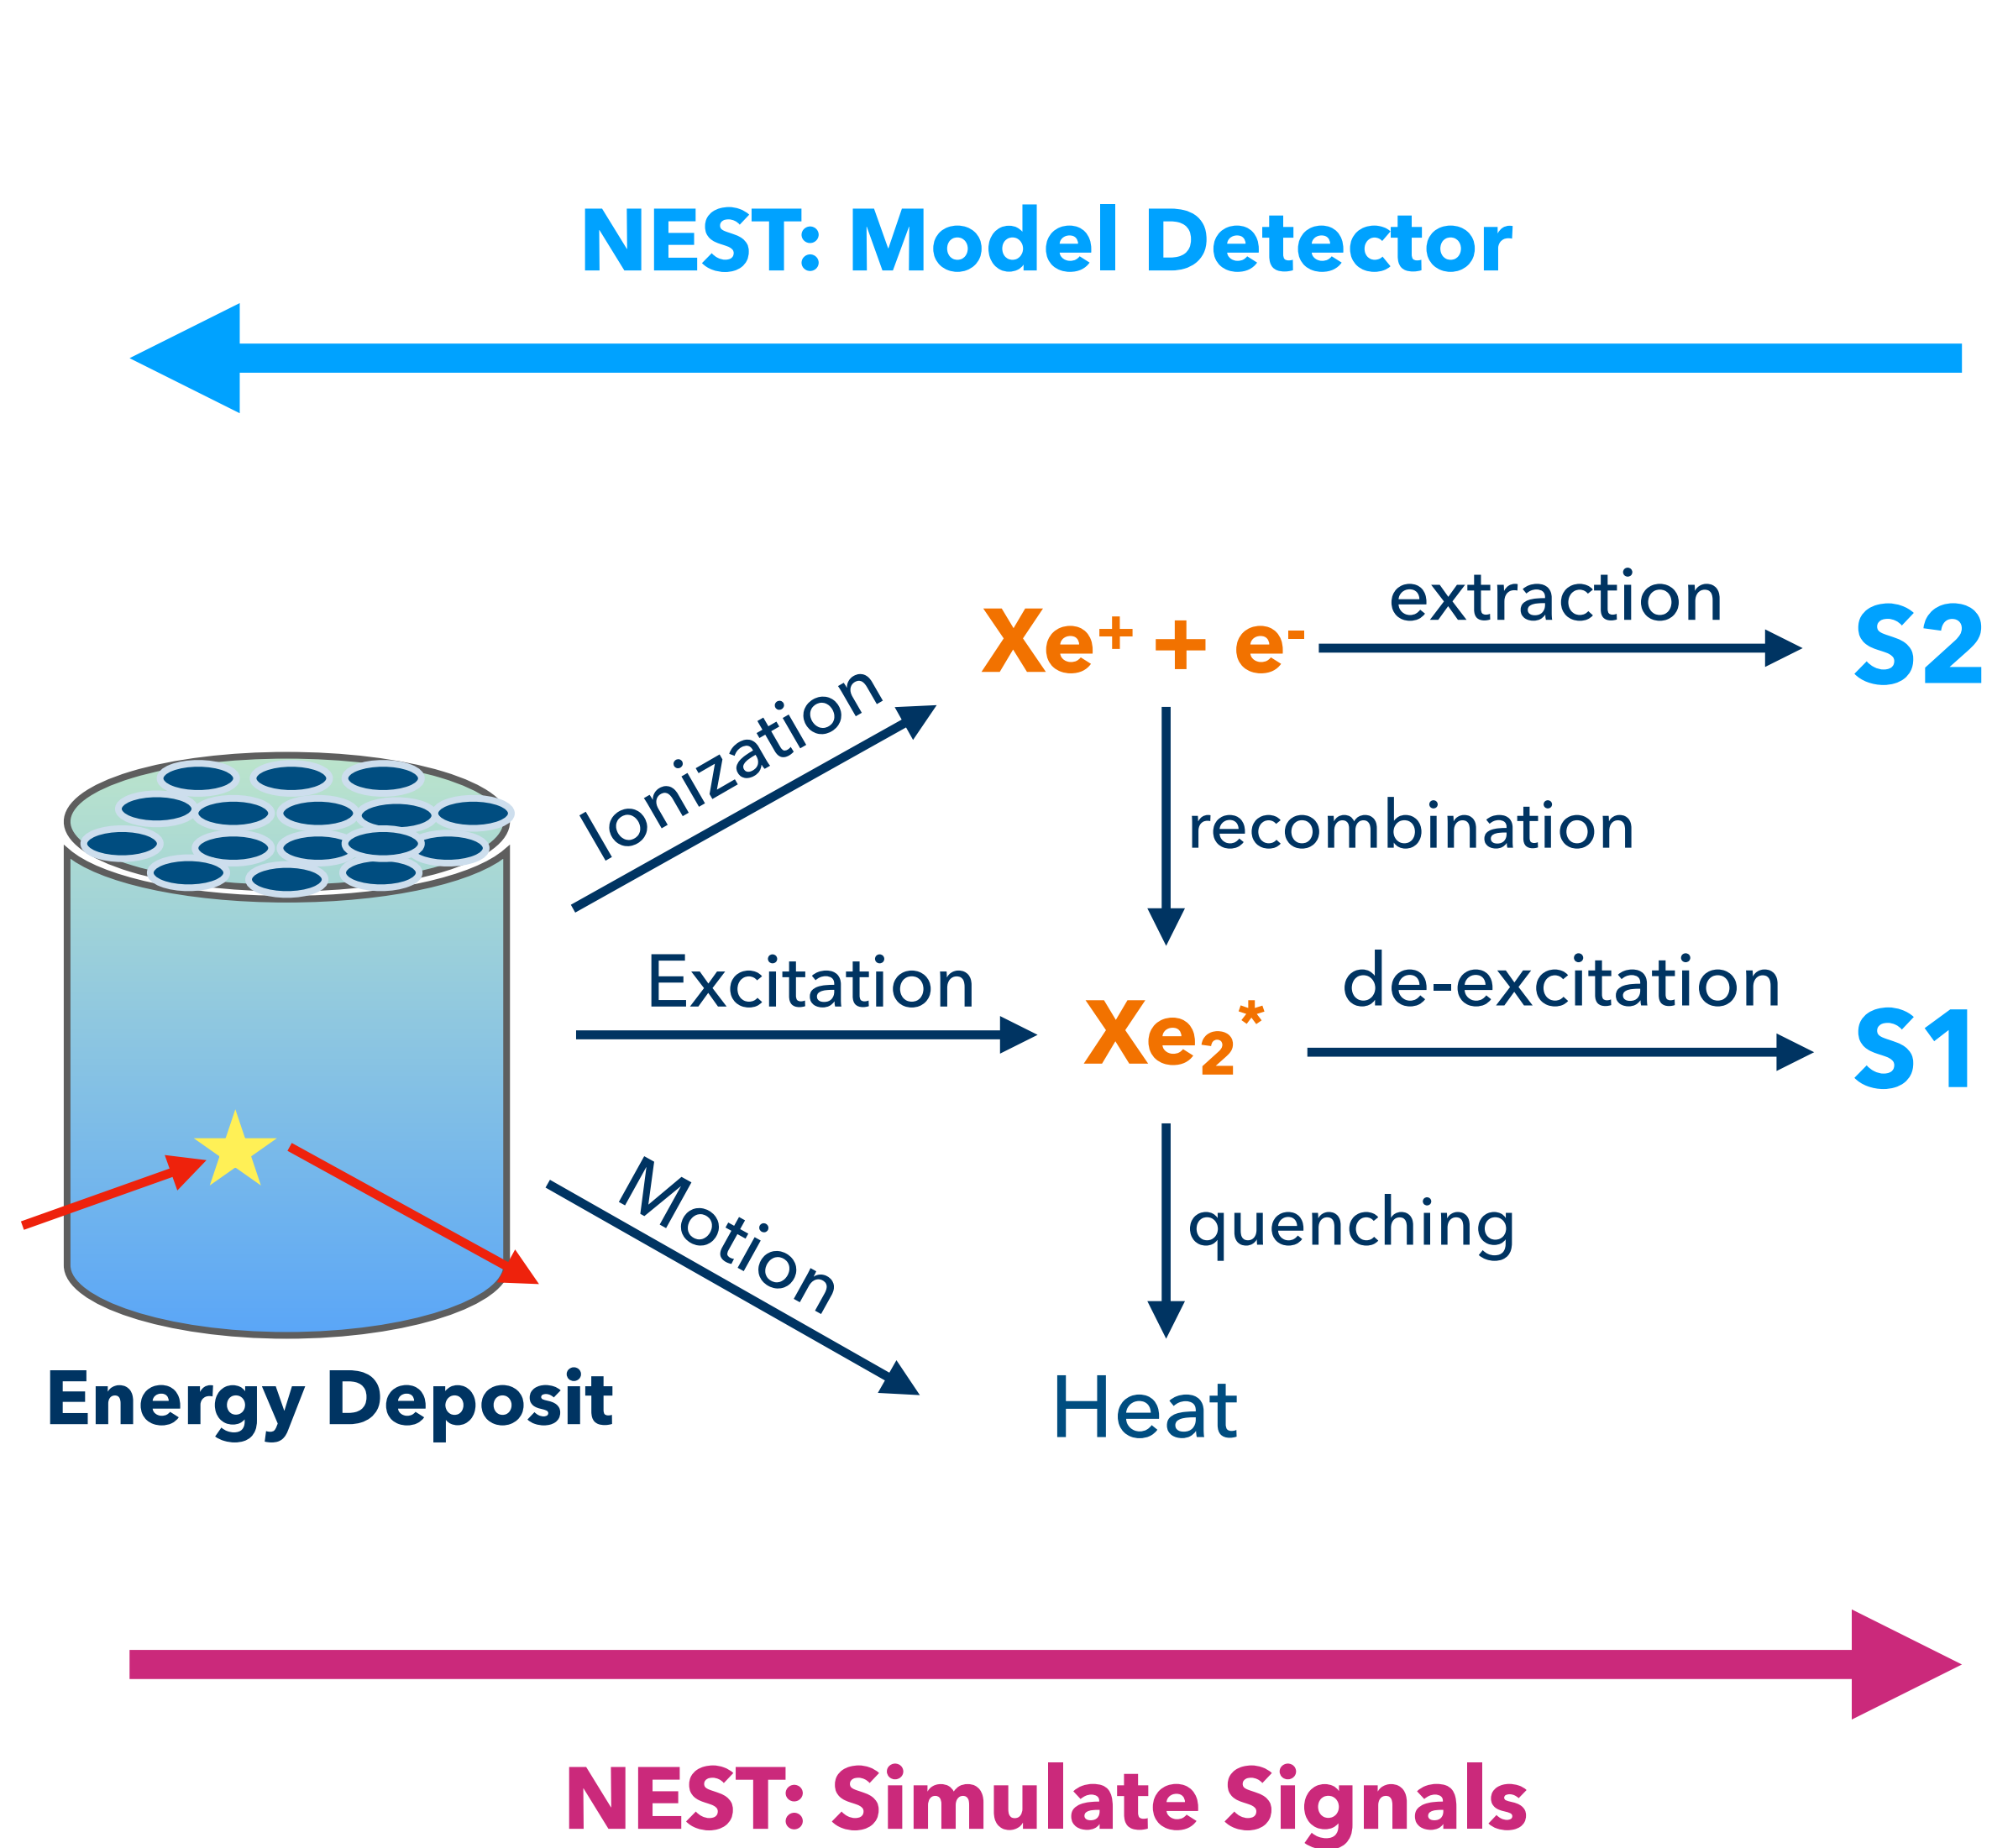 NEST: Model Detector
extraction
Xe⁺ + e⁻
S2
Ionization
recombination
Excitation
de-excitation
Xe₂*
S1
Motion
quenching
Energy Deposit
Heat
NEST: Simulate Signals